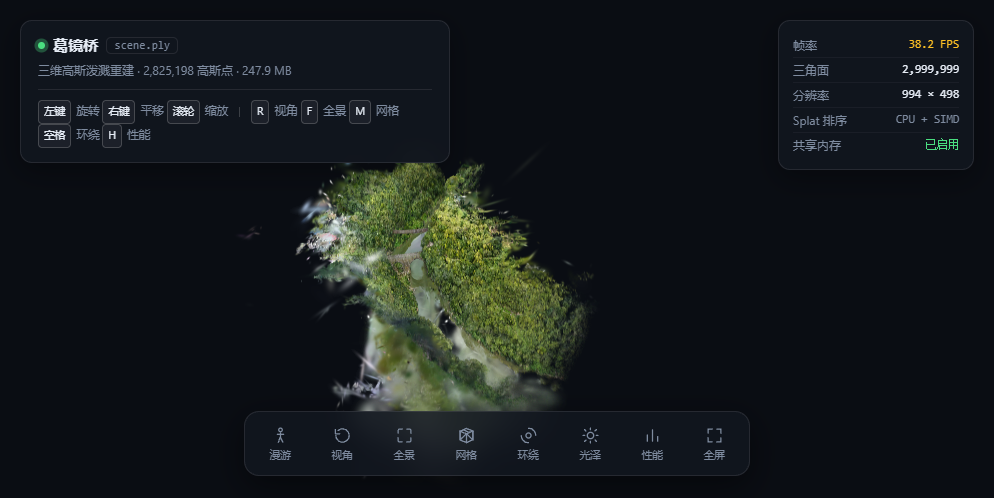 葛镜桥 scene.ply
三维高斯泼溅重建 · 2,825,198 高斯点 · 247.9 MB
左键 旋转 右键 平移 滚轮 缩放 | R 视角 F 全景 M 网格
空格 环绕 H 性能
帧率 38.2 FPS
三角面 2,999,999
分辨率 994 × 498
Splat 排序 CPU + SIMD
共享内存 已启用
漫游 视角 全景 网格 环绕 光泽 性能 全屏